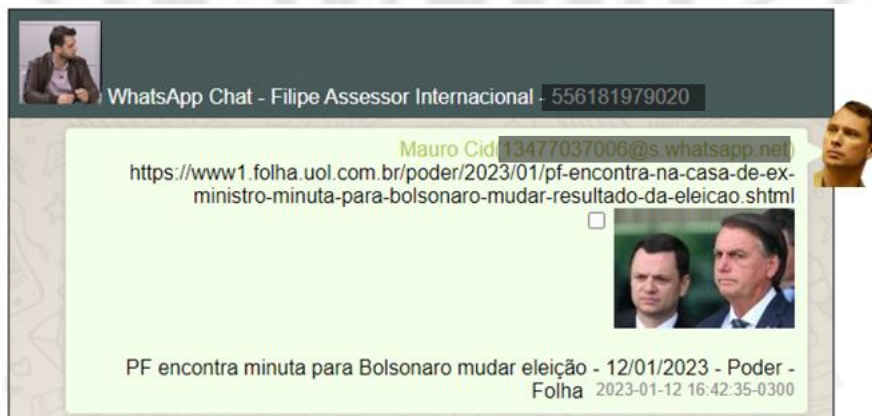 WhatsApp Chat - Filipe Assessor Internacional - 556181979020
Mauro Cid(13477037006@s.whatsapp.net)
https://www1.folha.uol.com.br/poder/2023/01/pf-encontra-na-casa-de-ex-
ministro-minuta-para-bolsonaro-mudar-resultado-da-eleicao.shtml
PF encontra minuta para Bolsonaro mudar eleição - 12/01/2023 - Poder -
Folha 2023-01-12 16:42:35-0300